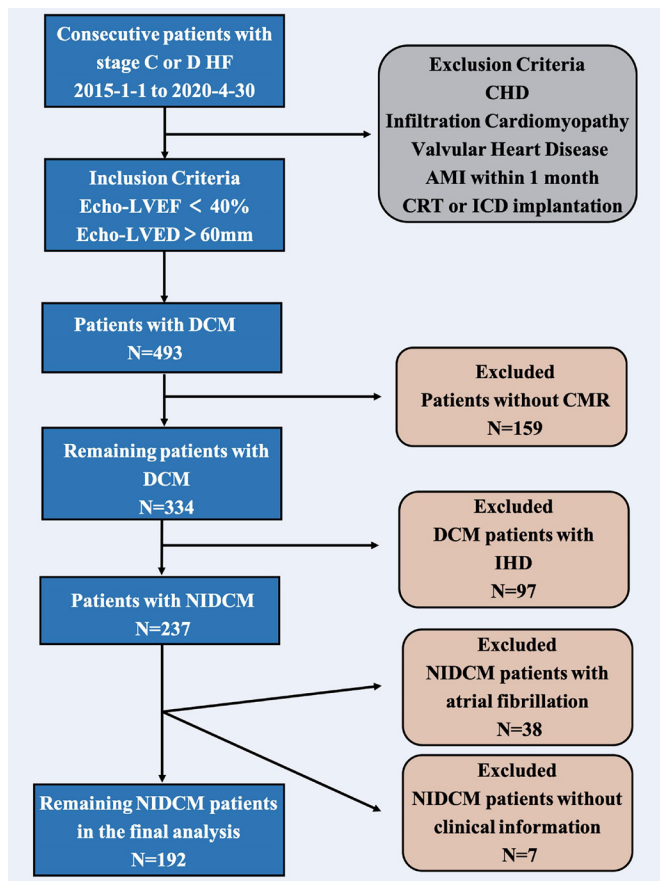 Consecutive patients with
stage C or D HF
2015-1-1 to 2020-4-30
Exclusion Criteria
CHD
Infiltration Cardiomyopathy
Valvular Heart Disease
AMI within 1 month
CRT or ICD implantation
Inclusion Criteria
Echo-LVEF < 40%
Echo-LVED > 60mm
Patients with DCM
N=493
Excluded
Patients without CMR
N=159
Remaining patients with
DCM
N=334
Excluded
DCM patients with
IHD
N=97
Patients with NIDCM
N=237
Excluded
NIDCM patients with
atrial fibrillation
N=38
Excluded
NIDCM patients without
clinical information
N=7
Remaining NIDCM patients
in the final analysis
N=192